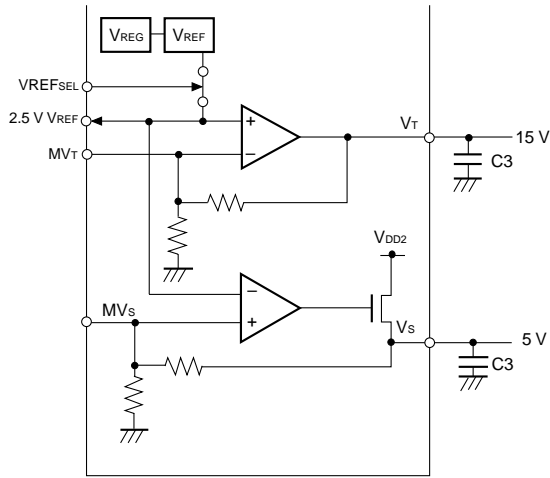 VREG VREF
VREFSEL
2.5 V VREF
MVT
VT
15 V
C3
VDD2
MVS
VS
5 V
C3